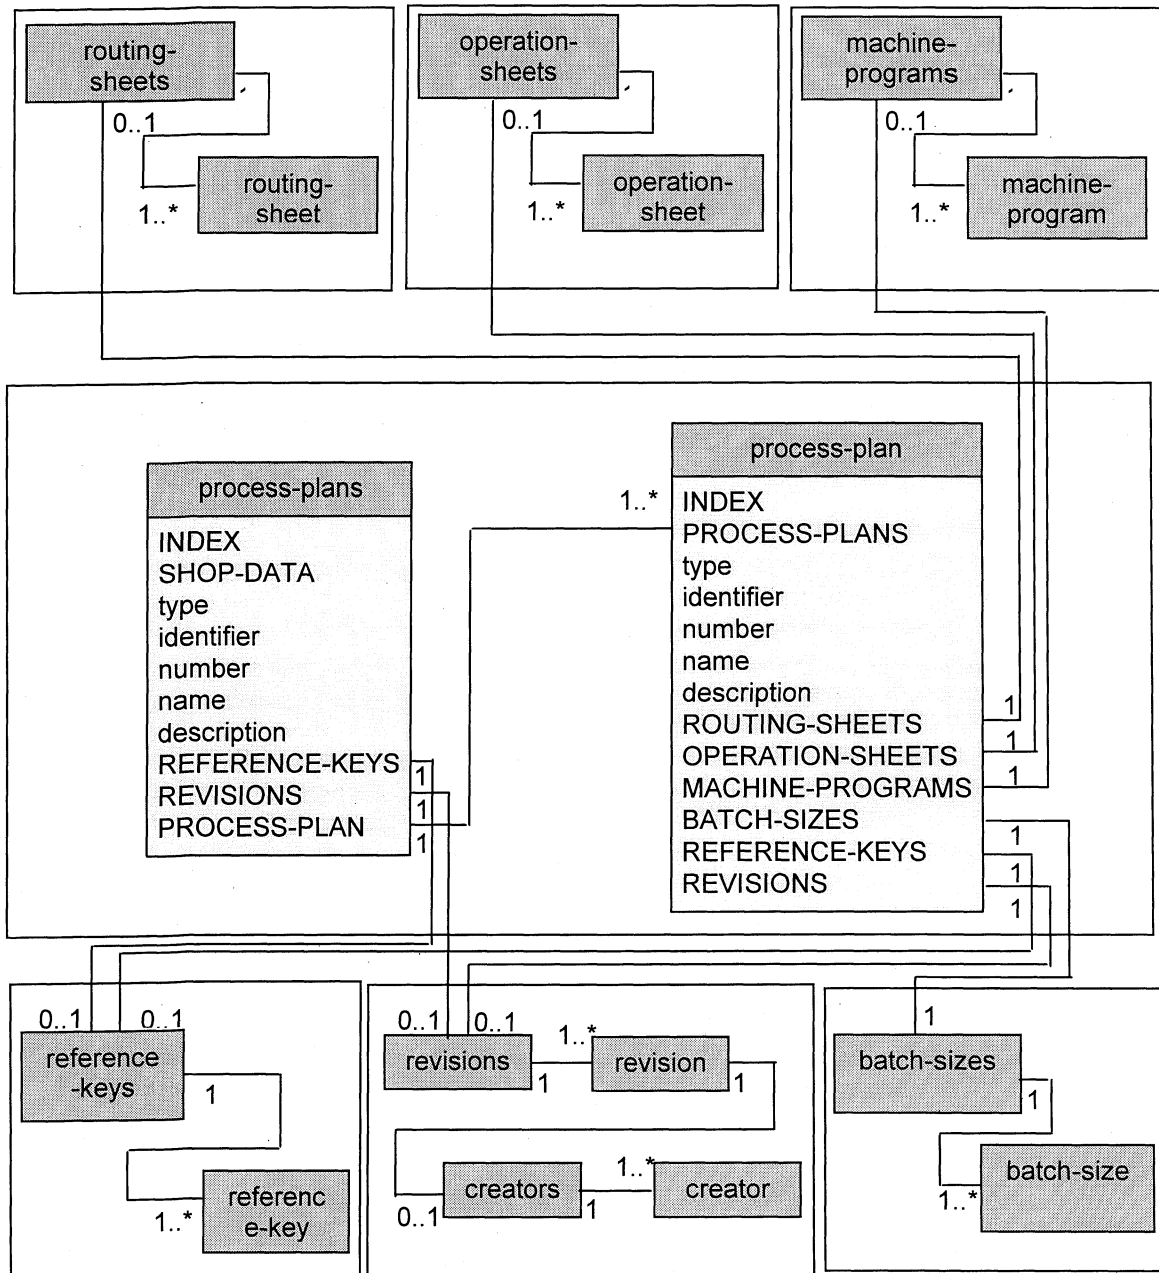 routing-
sheets
0..1
routing-
sheet
1..*
operation-
sheets
0..1
operation-
sheet
1..*
machine-
programs
0..1
machine-
program
1..*
process-plans
INDEX
SHOP-DATA
type
identifier
number
name
description
REFERENCE-KEYS
1
REVISIONS
1
PROCESS-PLAN
1
1..*
process-plan
INDEX
PROCESS-PLANS
type
identifier
number
name
description
ROUTING-SHEETS
1
OPERATION-SHEETS
1
MACHINE-PROGRAMS
1
BATCH-SIZES
1
REFERENCE-KEYS
1
REVISIONS
1
0..1
0..1
reference
-keys
1
referenc
e-key
1..*
0..1
0..1
1..*
revisions
1
revision
1
creators
0..1
1
1..*
creator
1
batch-sizes
1
batch-size
1..*